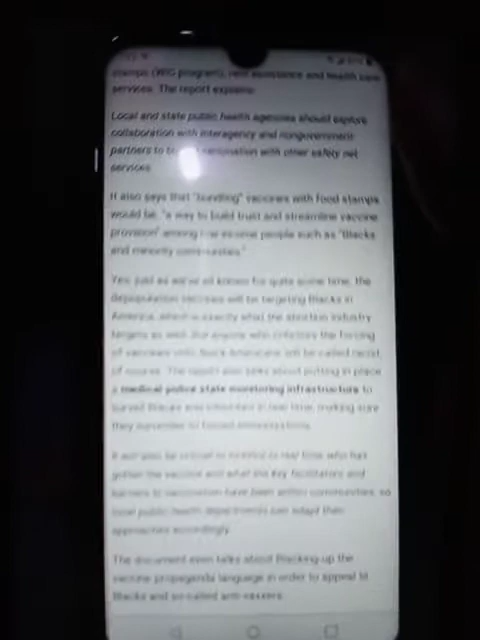 stamps (WIC program), rent assistance and health care
services. The report explains:
Local and state public health agencies should explore
collaboration with interagency and nongovernment
partners to vaccination with other safety net
services.
It also says that "bundling" vaccines with food stamps
would be, "a way to build trust and streamline vaccine
provision" among low income people such as "Blacks
and minority communities."
Yes, just as we've all known for quite some time, the
depopulation vaccines will be targeting Blacks in
America, which is exactly what the abortion industry
targets as well. But anyone who criticizes the forcing
of vaccines onto Black Americans will be called racist,
of course. The report also talks about putting in place
a medical police state monitoring infrastructure to
surveil Blacks and minorities in real time, making sure
they surrender to forced immunizations.
It will also be critical to monitor in real time who has
gotten the vaccine and what the key facilitators and
barriers to vaccination have been within communities, so
local public health departments can adapt their
approaches accordingly.
The document even talks about Blacking-up the
vaccine propaganda language in order to appeal to
Blacks and so-called anti-vaxxers.